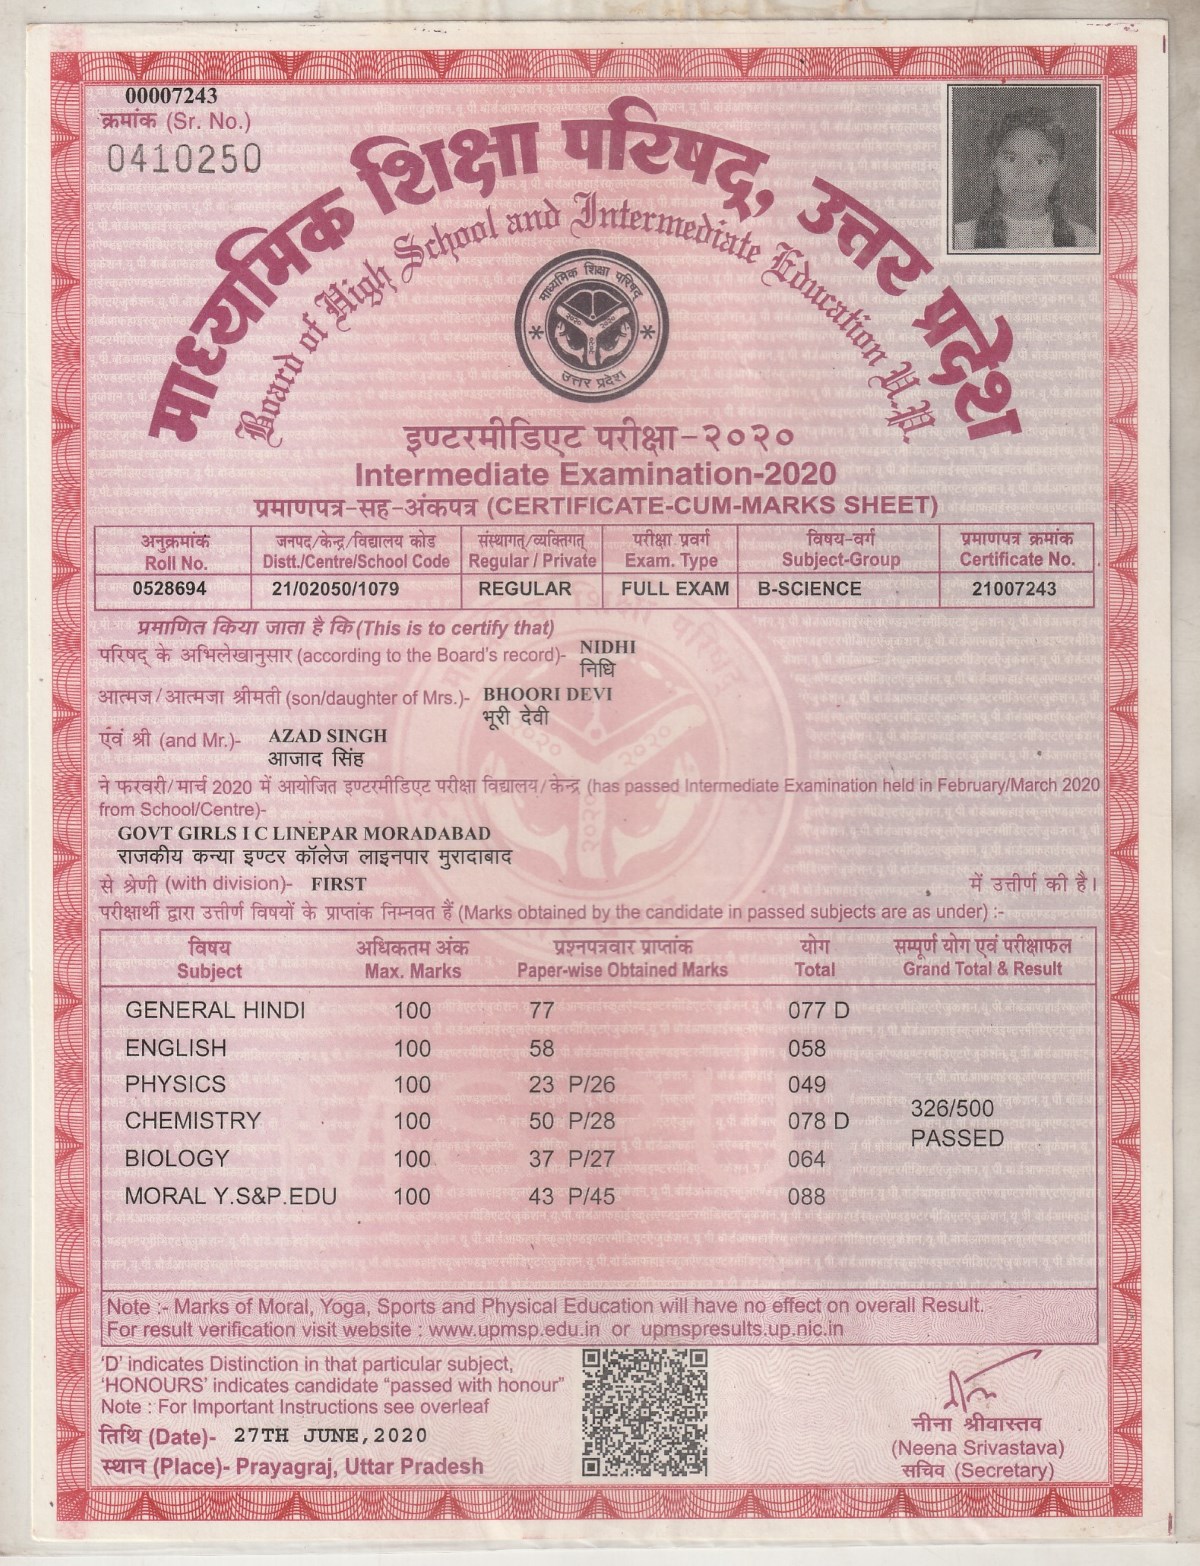 00007243
क्रमांक (Sr. No.)
0410250
माध्यमिक शिक्षा परिषद्, उत्तर प्रदेश
Board of High School and Intermediate Education U.P.
माध्यमिक शिक्षा परिषद
उत्तर प्रदेश
इण्टरमीडिएट परीक्षा-२०२०
Intermediate Examination-2020
प्रमाणपत्र-सह-अंकपत्र (CERTIFICATE-CUM-MARKS SHEET)
अनुक्रमांक जनपद/केन्द्र/विद्यालय कोड संस्थागत्/व्यक्तिगत् परीक्षा प्रवर्ग विषय-वर्ग प्रमाणपत्र क्रमांक
Roll No. Distt./Centre/School Code Regular / Private Exam. Type Subject-Group Certificate No.
0528694 21/02050/1079 REGULAR FULL EXAM B-SCIENCE 21007243
प्रमाणित किया जाता है कि (This is to certify that)
परिषद् के अभिलेखानुसार (according to the Board's record)- NIDHI
निधि
आत्मज/आत्मजा श्रीमती (son/daughter of Mrs.)- BHOORI DEVI
भूरी देवी
एंवं श्री (and Mr.)- AZAD SINGH
आजाद सिंह
ने फरवरी/मार्च 2020 में आयोजित इण्टरमीडिएट परीक्षा विद्यालय/केन्द्र (has passed Intermediate Examination held in February/March 2020
from School/Centre)-
GOVT GIRLS I C LINEPAR MORADABAD
राजकीय कन्या इण्टर कॉलेज लाइनपार मुरादाबाद
से श्रेणी (with division)- FIRST में उत्तीर्ण की है।
परीक्षार्थी द्वारा उत्तीर्ण विषयों के प्राप्तांक निम्नवत हैं (Marks obtained by the candidate in passed subjects are as under) :-
विषय अधिकतम अंक प्रश्नपत्रवार प्राप्तांक योग सम्पूर्ण योग एवं परीक्षाफल
Subject Max. Marks Paper-wise Obtained Marks Total Grand Total & Result
GENERAL HINDI 100 77 077 D
ENGLISH 100 58 058
PHYSICS 100 23 P/26 049
CHEMISTRY 100 50 P/28 078 D
326/500
PASSED
BIOLOGY 100 37 P/27 064
MORAL Y.S&P.EDU 100 43 P/45 088
Note :- Marks of Moral, Yoga, Sports and Physical Education will have no effect on overall Result.
For result verification visit website : www.upmsp.edu.in or upmspresults.up.nic.in
'D' indicates Distinction in that particular subject,
'HONOURS' indicates candidate "passed with honour"
Note : For Important Instructions see overleaf
तिथि (Date)- 27TH JUNE,2020
स्थान (Place)- Prayagraj, Uttar Pradesh
नीना श्रीवास्तव
(Neena Srivastava)
सचिव (Secretary)